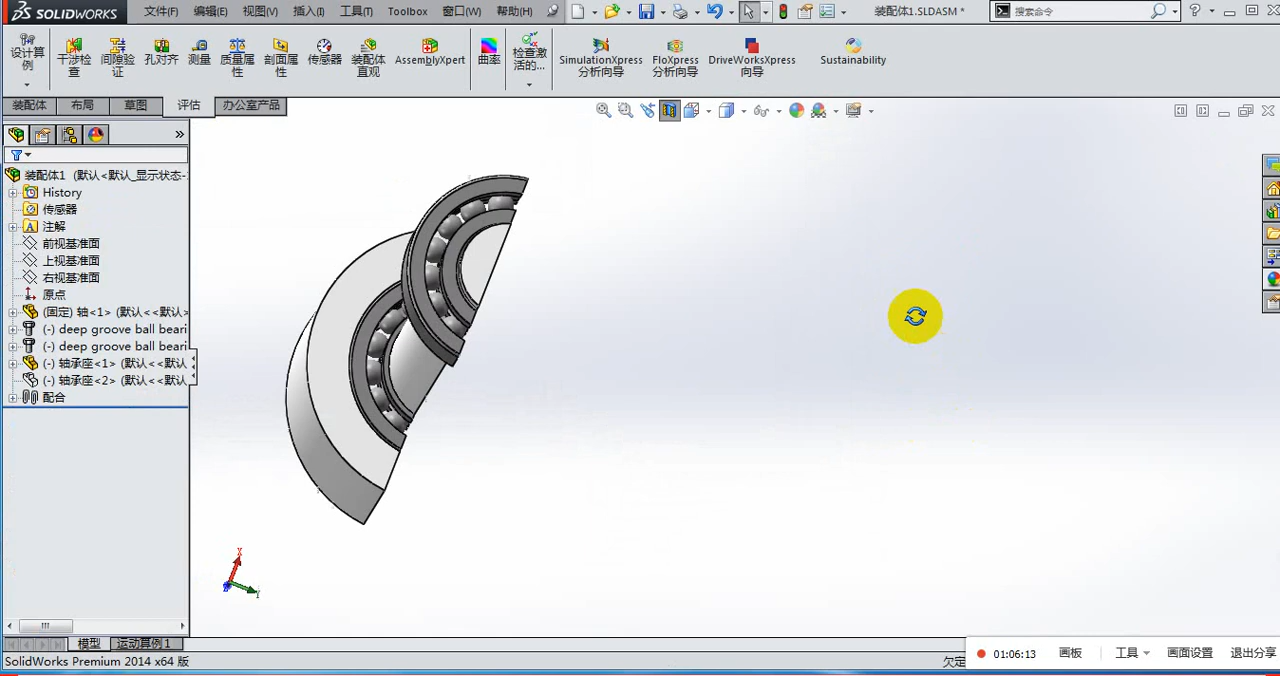 SOLIDWORKS 文件(F) 编辑(E) 视图(V) 插入(I) 工具(T) Toolbox 窗口(W) 帮助(H) 装配体1.SLDASM * 搜索命令
设计算例 干涉检查 间隙验证 孔对齐 测量 质量属性 剖面属性 传感器 装配体直观 AssemblyXpert 曲率 检查激活的... SimulationXpress 分析向导 FloXpress 分析向导 DriveWorksXpress 向导 Sustainability
装配体 布局 草图 评估 办公室产品
装配体1 (默认<默认_显示状态-
History
传感器
注解
前视基准面
上视基准面
右视基准面
原点
(固定) 轴<1> (默认<<默认>
(-) deep groove ball beari
(-) deep groove ball beari
(-) 轴承座<1> (默认<<默认
(-) 轴承座<2> (默认<<默认
配合
X
Y
模型 运动算例1
SolidWorks Premium 2014 x64 版 欠定 01:06:13 画板 工具 画面设置 退出分享